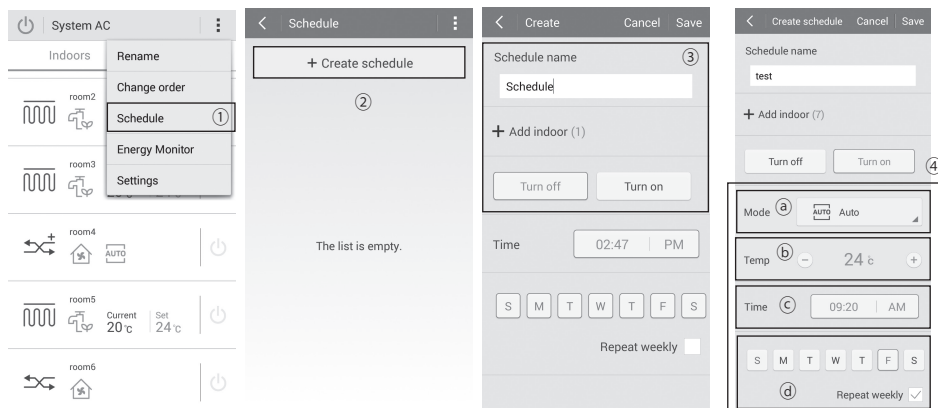 System AC
Indoors
Rename
Change order
Schedule ①
Energy Monitor
Settings
room2
room3
room4
AUTO
room5
Current Set
20℃ 24℃
room6
Schedule
+ Create schedule
②
The list is empty.
Create Cancel Save
Schedule name ③
Schedule
+ Add indoor (1)
Turn off Turn on
Time 02:47 PM
S M T W T F S
Repeat weekly
Create schedule Cancel Save
Schedule name
test
+ Add indoor (7)
Turn off Turn on
④
Mode ⓐ AUTO Auto
Temp ⓑ − 24℃ +
Time ⓒ 09:20 AM
S M T W T F S
ⓓ Repeat weekly